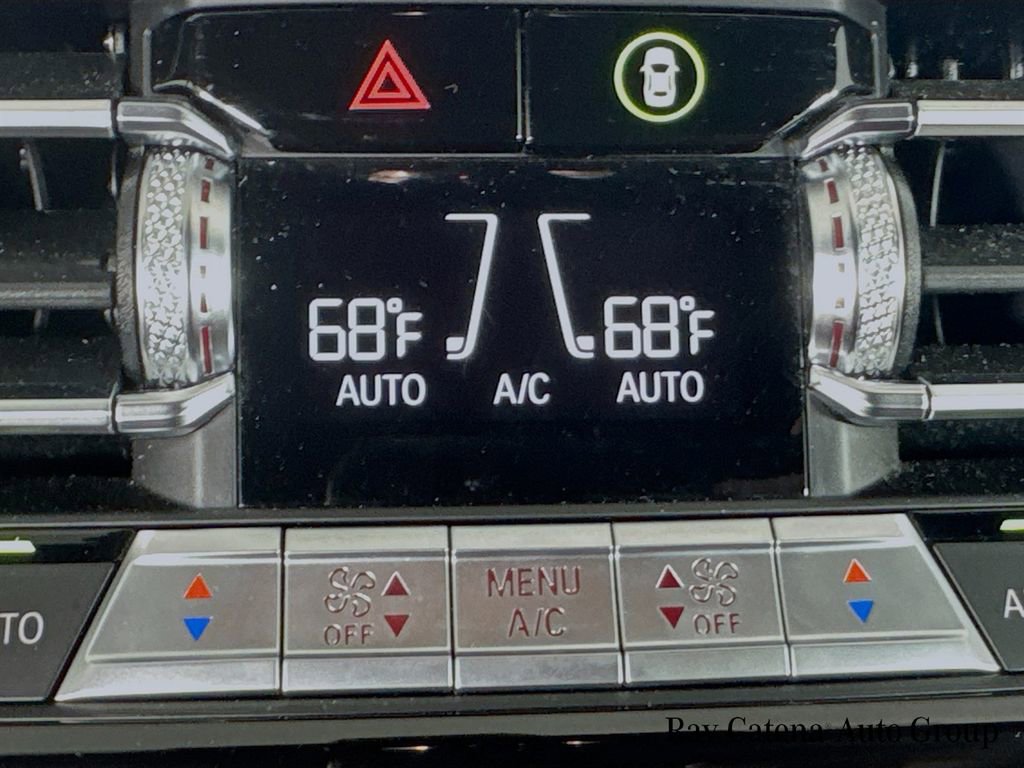 68°F 68°F
AUTO A/C AUTO
TO OFF MENU OFF A
A/C
Ray Catena Auto Group